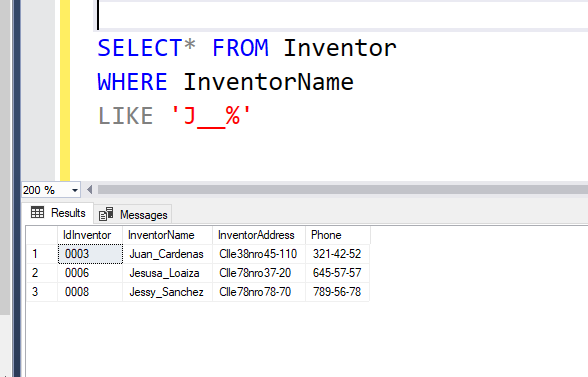 SELECT* FROM Inventor
WHERE InventorName
LIKE 'J__%'
200 %
Results Messages
IdInventor InventorName InventorAddress Phone
1 0003 Juan_Cardenas Clle38nro45-110 321-42-52
2 0006 Jesusa_Loaiza Clle78nro37-20 645-57-57
3 0008 Jessy_Sanchez Clle78nro78-70 789-56-78